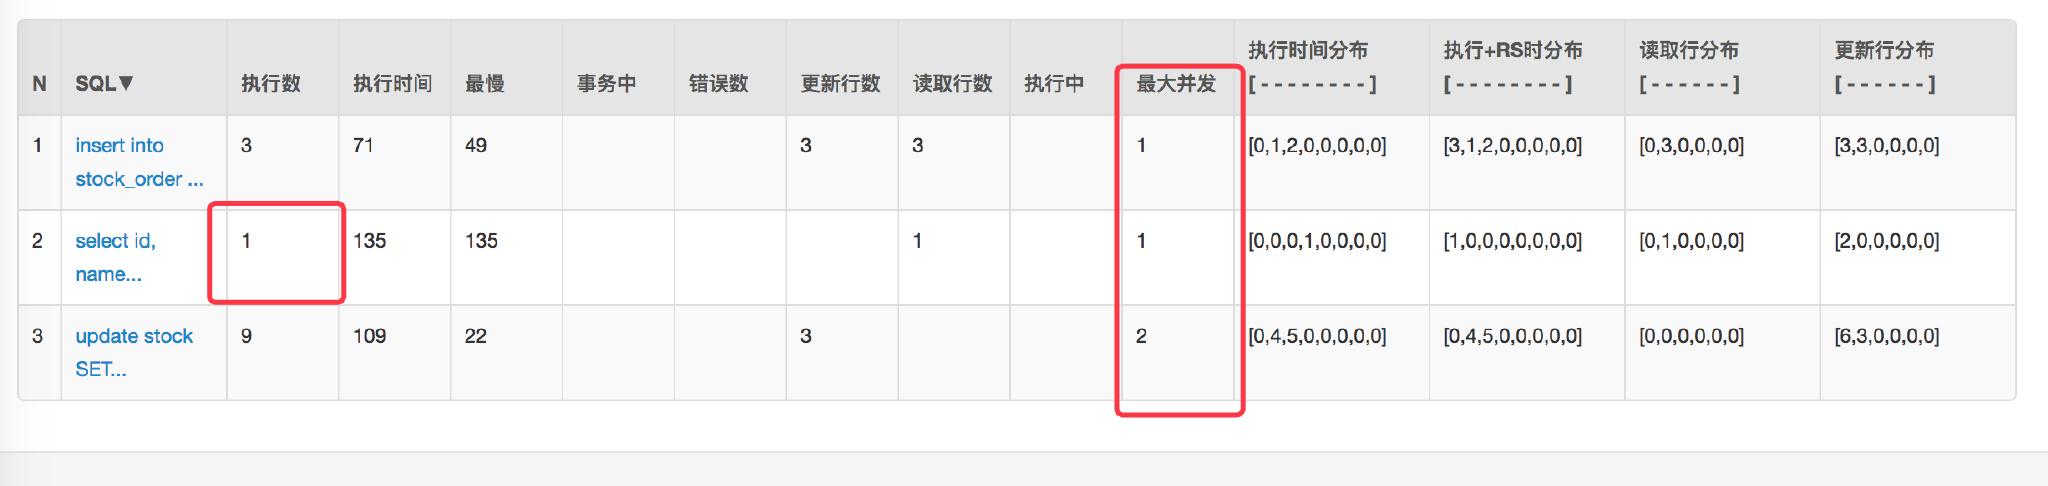 N SQL▼ 执行数 执行时间 最慢 事务中 错误数 更新行数 读取行数 执行中 最大并发 执行时间分布 执行+RS时分布 读取行分布 更新行分布
[ - - - - - - - - ] [ - - - - - - - - ] [ - - - - - - ] [ - - - - - - ]
1 insert into 3 71 49 3 3 1 [0,1,2,0,0,0,0,0] [3,1,2,0,0,0,0,0] [0,3,0,0,0,0] [3,3,0,0,0,0]
stock_order ...
2 select id, 1 135 135 1 1 [0,0,0,1,0,0,0,0] [1,0,0,0,0,0,0,0] [0,1,0,0,0,0] [2,0,0,0,0,0]
name...
3 update stock 9 109 22 3 2 [0,4,5,0,0,0,0,0] [0,4,5,0,0,0,0,0] [0,0,0,0,0,0] [6,3,0,0,0,0]
SET...